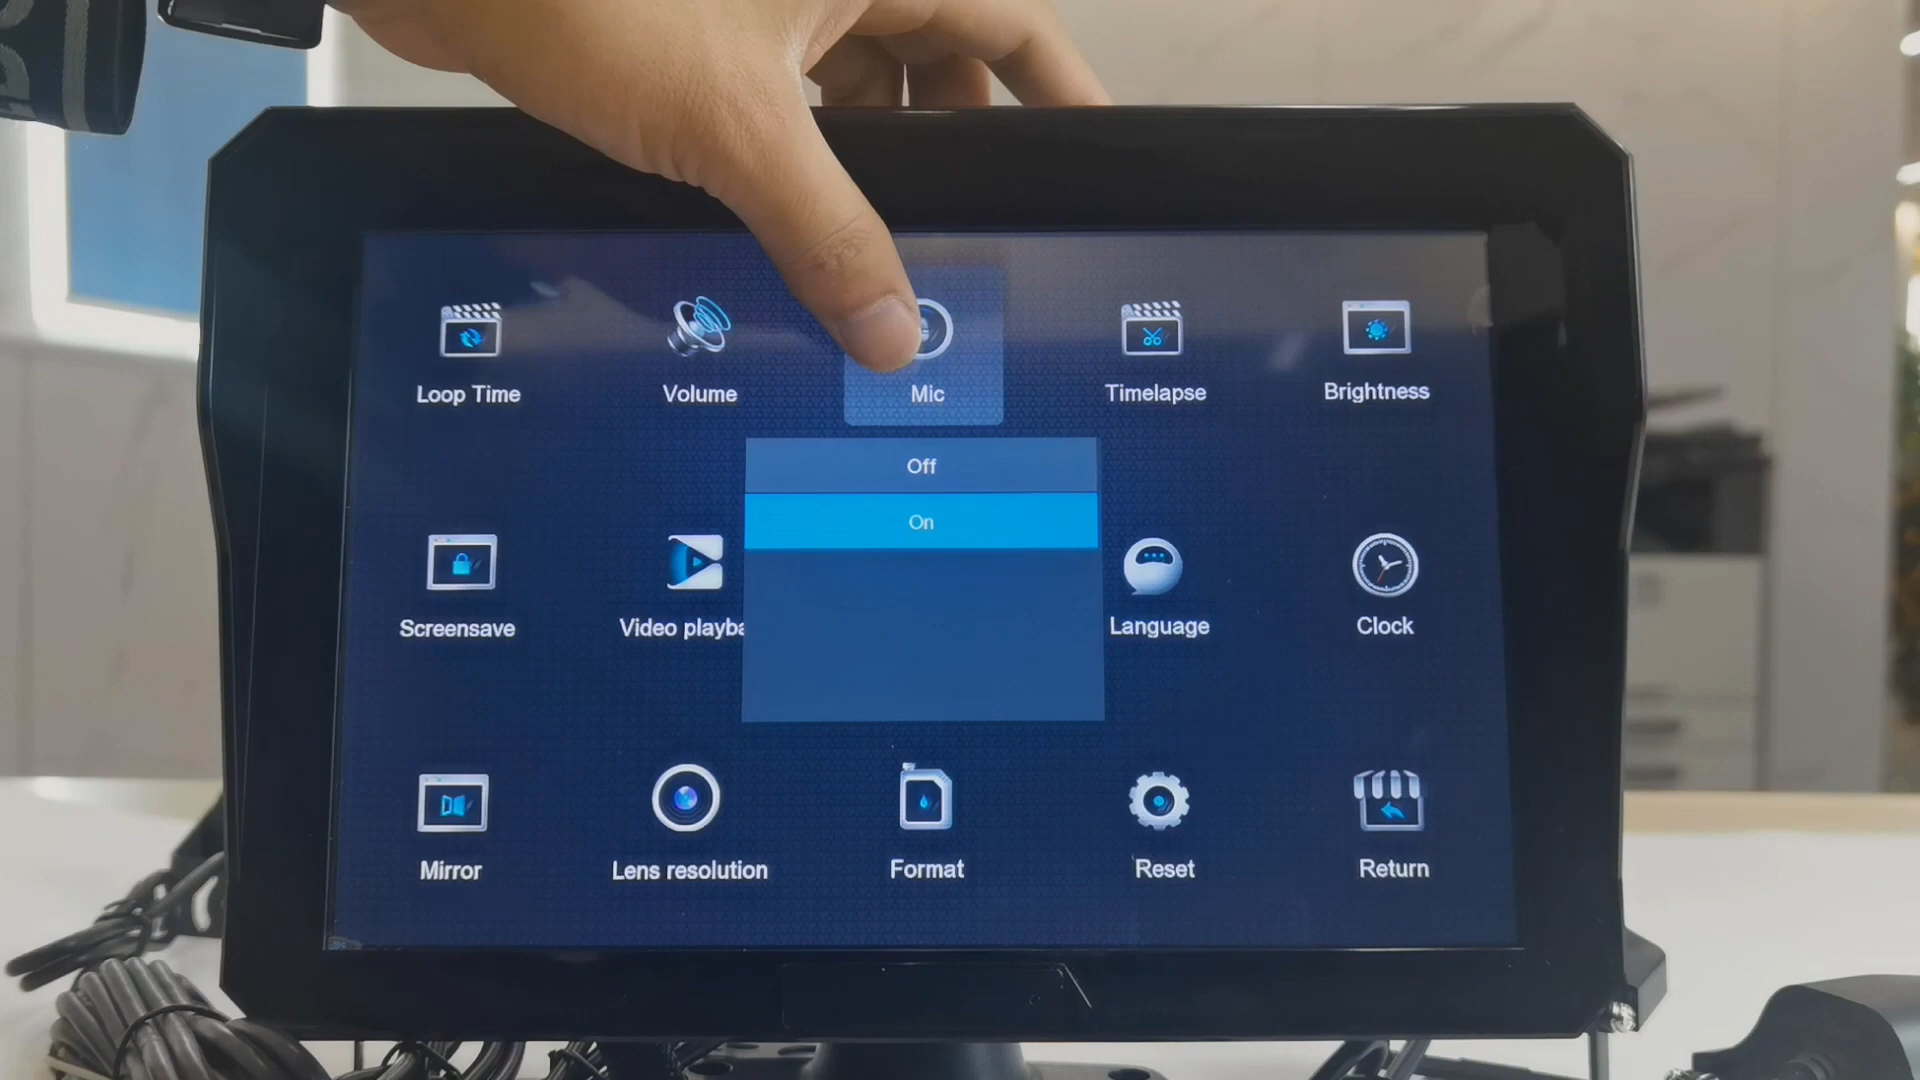 Loop Time
Volume
Mic
Timelapse
Brightness
Off
On
Screensave
Video playba
Language
Clock
Mirror
Lens resolution
Format
Reset
Return